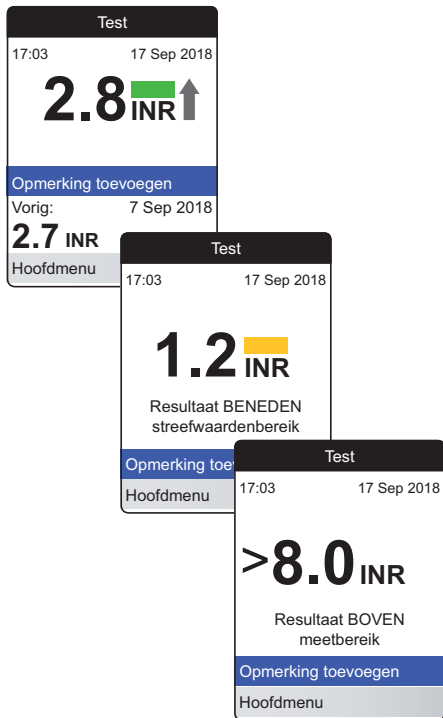 Test
17:03 17 Sep 2018
2.8 INR
Opmerking toevoegen
Vorig: 7 Sep 2018
2.7 INR
Hoofdmenu
Test
17:03 17 Sep 2018
1.2 INR
Resultaat BENEDEN
streefwaardenbereik
Opmerking toe
Hoofdmenu
Test
17:03 17 Sep 2018
>8.0 INR
Resultaat BOVEN
meetbereik
Opmerking toevoegen
Hoofdmenu